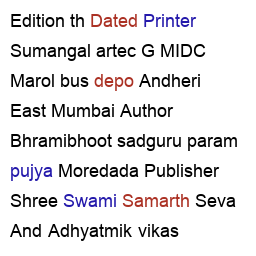 Edition th Dated Printer
Sumangal artec G MIDC
Marol bus depo Andheri
East Mumbai Author
Bhramibhoot sadguru param
pujya Moredada Publisher
Shree Swami Samarth Seva
And Adhyatmik vikas